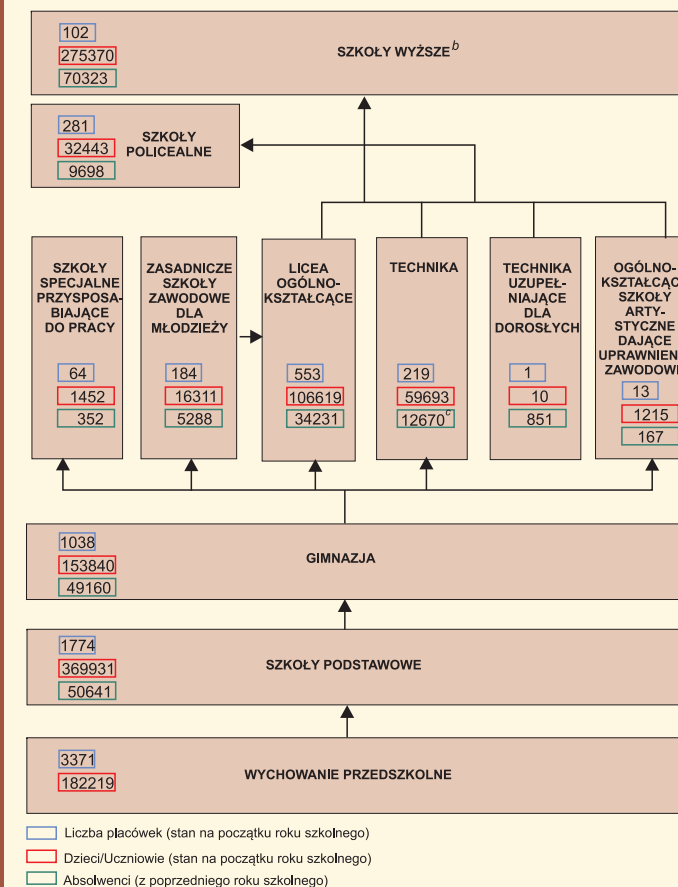 102
275370
70323
SZKOŁY WYŻSZE b
281
32443
9698
SZKOŁY
POLICEALNE
SZKOŁY
SPECJALNE
PRZYSPOSA-
BIAJĄCE
DO PRACY
64
1452
352
ZASADNICZE
SZKOŁY
ZAWODOWE
DLA
MŁODZIEŻY
184
16311
5288
LICEA
OGÓLNO-
KSZTAŁCĄCE
553
106619
34231
TECHNIKA
219
59693
12670 c
TECHNIKA
UZUPEŁ-
NIAJĄCE
DLA
DOROSŁYCH
1
10
851
OGÓLNO-
KSZTAŁCĄC
SZKOŁY
ARTY-
STYCZNE
DAJĄCE
UPRAWNIEN
ZAWODOW
13
1215
167
1038
153840
49160
GIMNAZJA
1774
369931
50641
SZKOŁY PODSTAWOWE
3371
182219
WYCHOWANIE PRZEDSZKOLNE
Liczba placówek (stan na początku roku szkolnego)
Dzieci/Uczniowie (stan na początku roku szkolnego)
Absolwenci (z poprzedniego roku szkolnego)